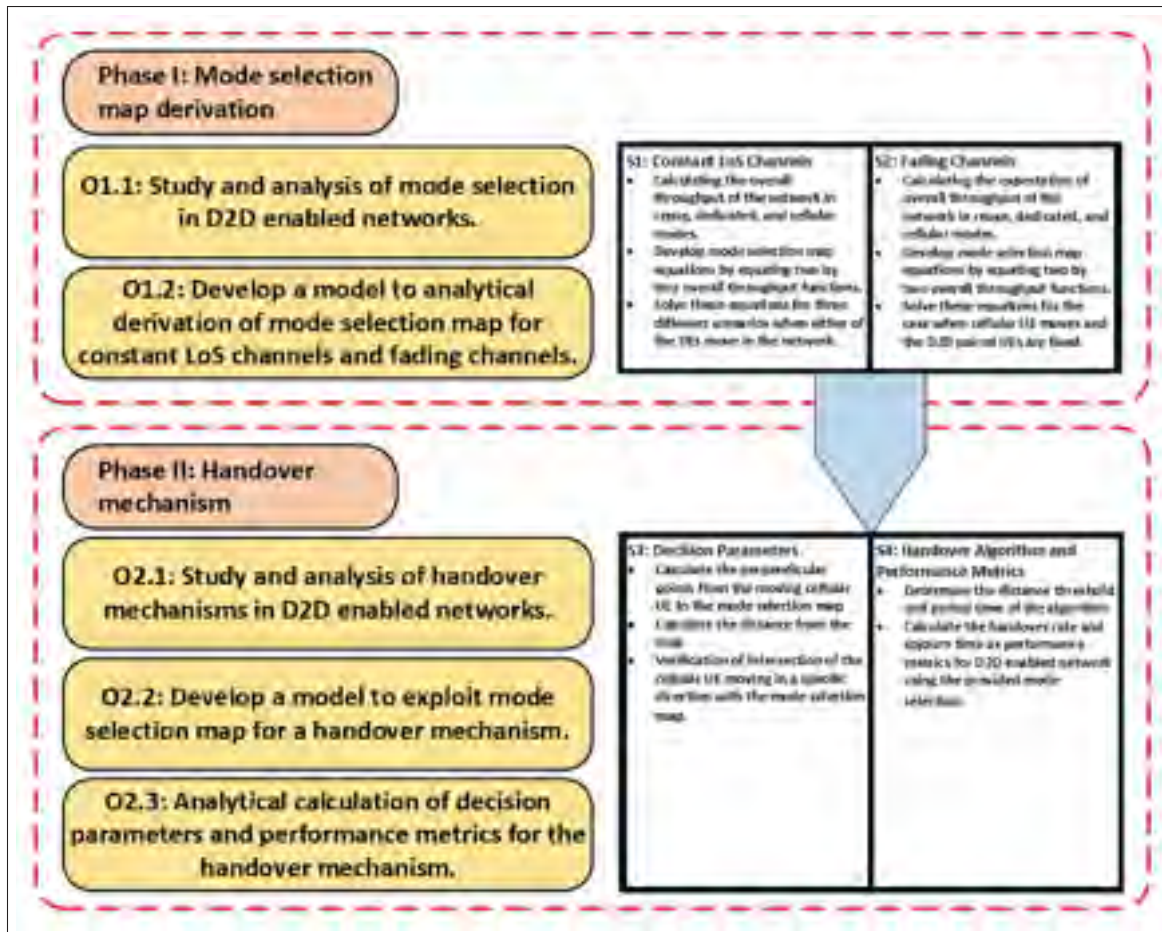 Phase I: Mode selection
map derivation
O1.1: Study and analysis of mode selection
in D2D enabled networks.
O1.2: Develop a model to analytical
derivation of mode selection map for
constant LoS channels and fading channels.
S1: Constant LoS Channels
• Calculating the overall
throughput of the network in
reuse, dedicated, and cellular
modes.
• Develop mode selection map
equations by equating two by
two overall throughput functions.
• Solve these equations for three
different scenarios when either of
the UEs move in the network.
S2: Fading Channels
• Calculating the expectation of
overall throughput of the
network in reuse, dedicated, and
cellular modes.
• Develop mode selection map
equations by equating two by
two overall throughput functions.
• Solve these equations for the
case when cellular UE moves and
the D2D pair of UEs are fixed.
Phase II: Handover
mechanism
O2.1: Study and analysis of handover
mechanisms in D2D enabled networks.
O2.2: Develop a model to exploit mode
selection map for a handover mechanism.
O2.3: Analytical calculation of decision
parameters and performance metrics for the
handover mechanism.
S3: Decision Parameters
• Calculate the perpendicular
points from the moving cellular
UE to the mode selection map
• Calculate the distance from the
map
• Verification of intersection of the
cellular UE moving in a specific
direction with the mode selection
map.
S4: Handover Algorithm and
Performance Metrics
• Determine the distance threshold
and period time of the algorithm
• Calculate the handover rate and
sojourn time as performance
metrics for D2D enabled network
using the provided mode
selection.